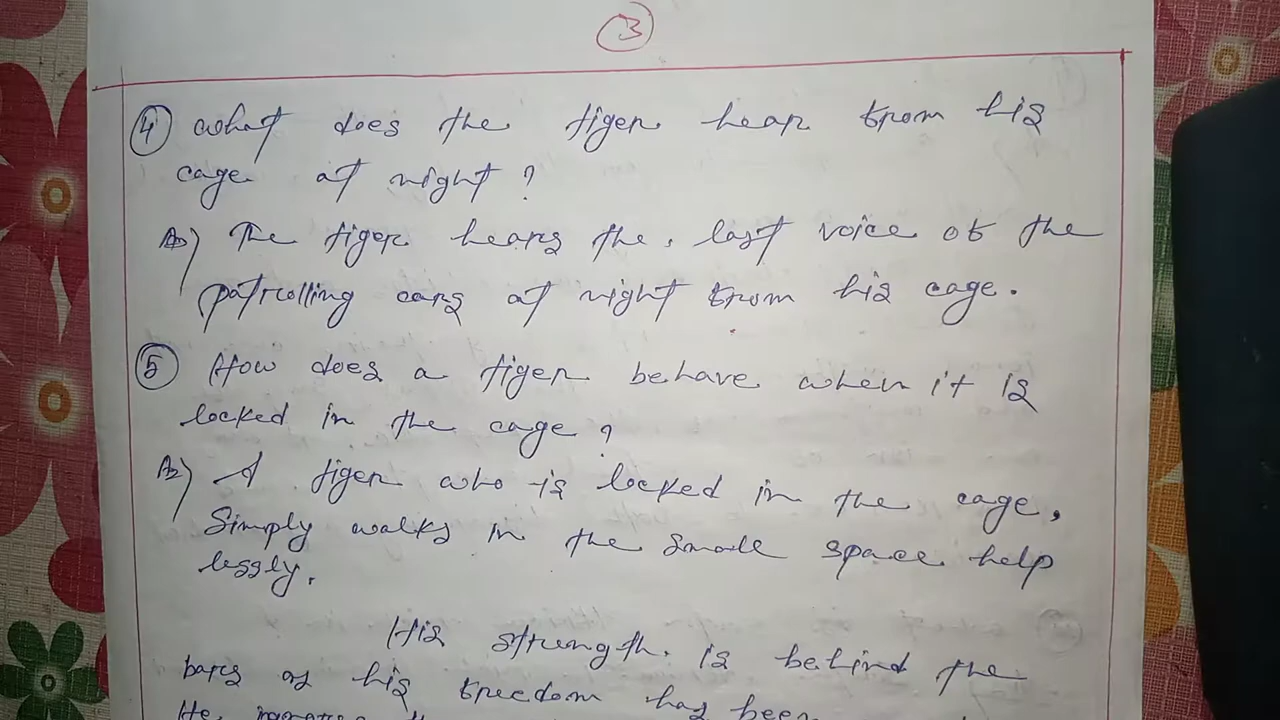 3
4 What does the tiger hear from his
cage at night ?
A) The tiger hears the last voice of the
patrolling cars at night from his cage.
5 How does a tiger behave when it is
locked in the cage ?
A) A tiger who is locked in the cage,
Simply walks in the small space help
lessly.
His strength is behind the
bars as his freedom has been
He